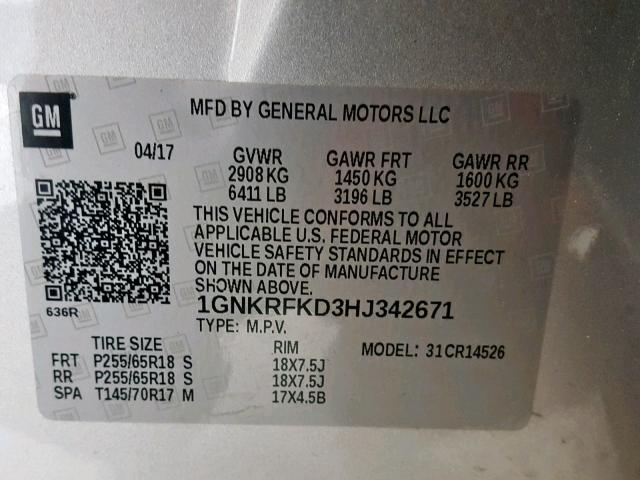 GM
MFD BY GENERAL MOTORS LLC
04/17
GVWR GAWR FRT GAWR RR
2908 KG 1450 KG 1600 KG
6411 LB 3196 LB 3527 LB
THIS VEHICLE CONFORMS TO ALL
APPLICABLE U.S. FEDERAL MOTOR
VEHICLE SAFETY STANDARDS IN EFFECT
ON THE DATE OF MANUFACTURE
SHOWN ABOVE.
636R
1GNKRFKD3HJ342671
TYPE: M.P.V.
TIRE SIZE RIM MODEL: 31CR14526
FRT P255/65R18 S 18X7.5J
RR P255/65R18 S 18X7.5J
SPA T145/70R17 M 17X4.5B